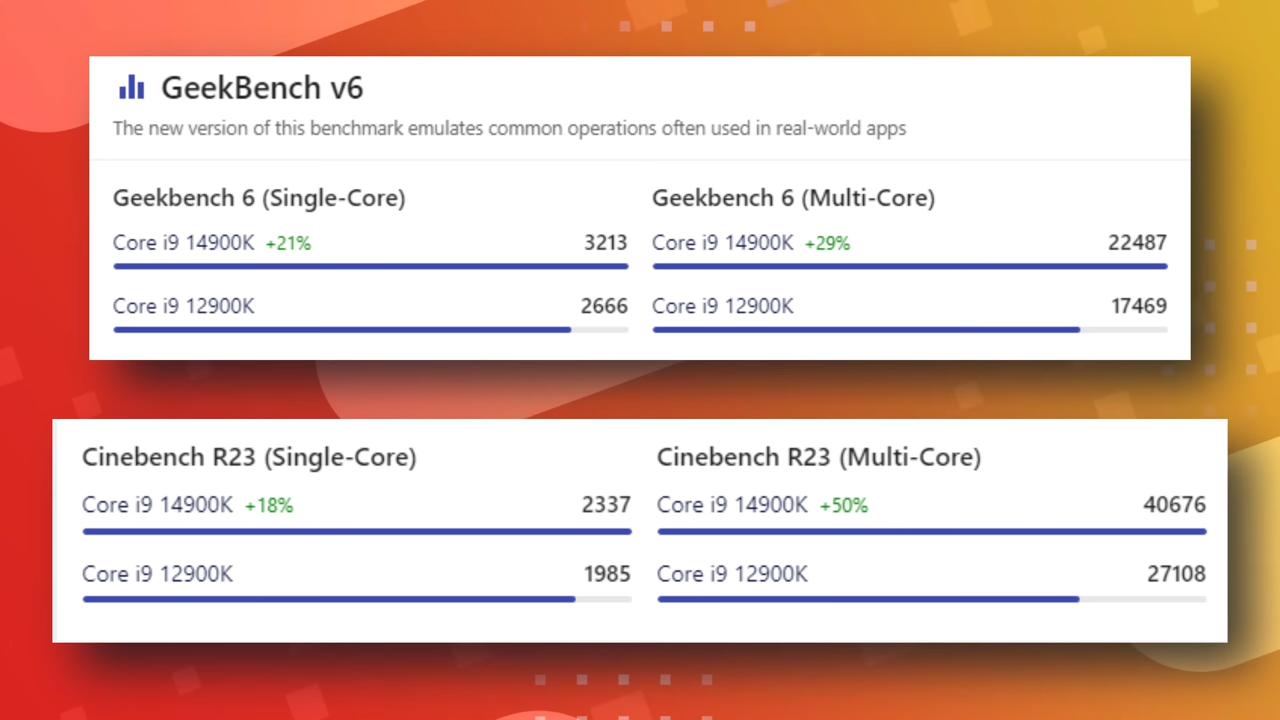 GeekBench v6
The new version of this benchmark emulates common operations often used in real-world apps
Geekbench 6 (Single-Core)
Core i9 14900K +21% 3213
Core i9 12900K 2666
Geekbench 6 (Multi-Core)
Core i9 14900K +29% 22487
Core i9 12900K 17469
Cinebench R23 (Single-Core)
Core i9 14900K +18% 2337
Core i9 12900K 1985
Cinebench R23 (Multi-Core)
Core i9 14900K +50% 40676
Core i9 12900K 27108